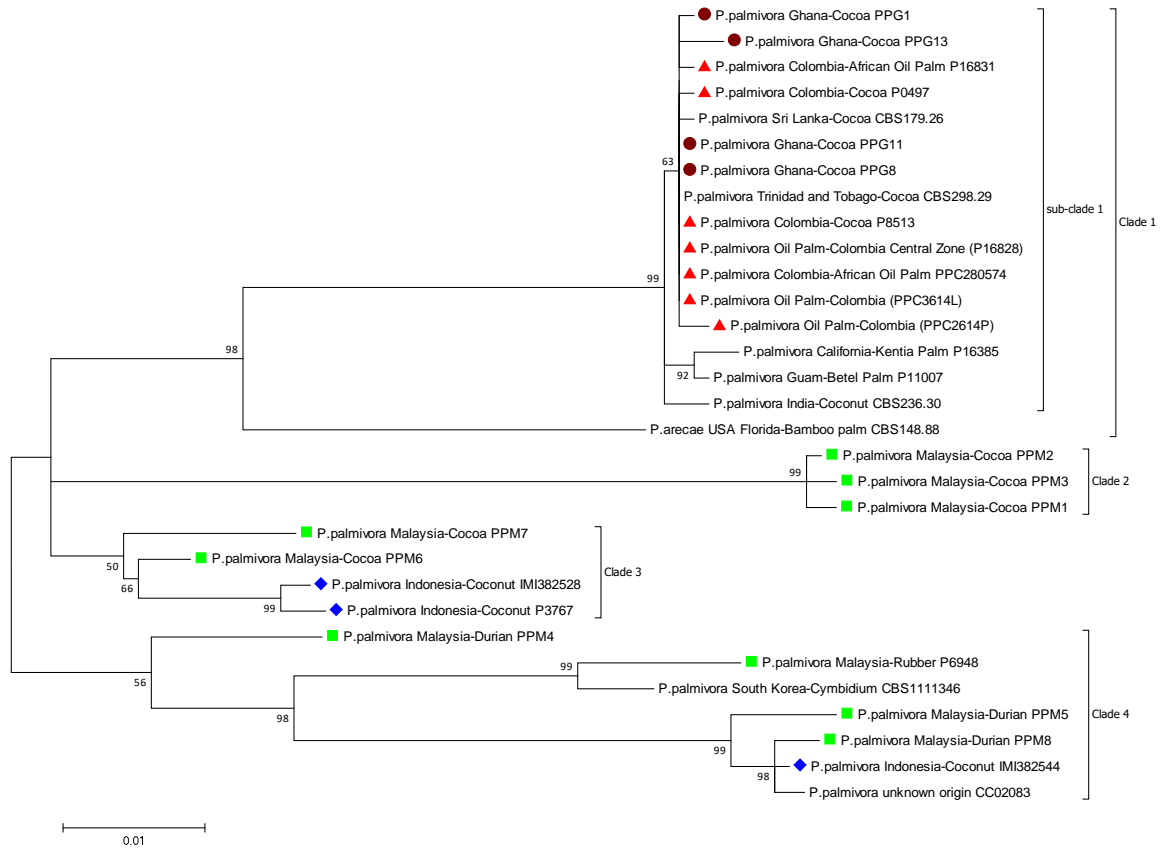 P.palmivora Ghana-Cocoa PPG1
P.palmivora Ghana-Cocoa PPG13
P.palmivora Colombia-African Oil Palm P16831
P.palmivora Colombia-Cocoa P0497
P.palmivora Sri Lanka-Cocoa CBS179.26
P.palmivora Ghana-Cocoa PPG11
63
P.palmivora Ghana-Cocoa PPG8
P.palmivora Trinidad and Tobago-Cocoa CBS298.29
sub-clade 1
Clade 1
P.palmivora Colombia-Cocoa P8513
P.palmivora Oil Palm-Colombia Central Zone (P16828)
99
P.palmivora Colombia-African Oil Palm PPC280574
P.palmivora Oil Palm-Colombia (PPC3614L)
P.palmivora Oil Palm-Colombia (PPC2614P)
98
P.palmivora California-Kentia Palm P16385
92
P.palmivora Guam-Betel Palm P11007
P.palmivora India-Coconut CBS236.30
P.arecae USA Florida-Bamboo palm CBS148.88
P.palmivora Malaysia-Cocoa PPM2
99
P.palmivora Malaysia-Cocoa PPM3
Clade 2
P.palmivora Malaysia-Cocoa PPM1
P.palmivora Malaysia-Cocoa PPM7
50
P.palmivora Malaysia-Cocoa PPM6
Clade 3
66
P.palmivora Indonesia-Coconut IMI382528
99
P.palmivora Indonesia-Coconut P3767
P.palmivora Malaysia-Durian PPM4
56
99
P.palmivora Malaysia-Rubber P6948
P.palmivora South Korea-Cymbidium CBS1111346
98
P.palmivora Malaysia-Durian PPM5
Clade 4
99
P.palmivora Malaysia-Durian PPM8
P.palmivora Indonesia-Coconut IMI382544
98
P.palmivora unknown origin CC02083
0.01